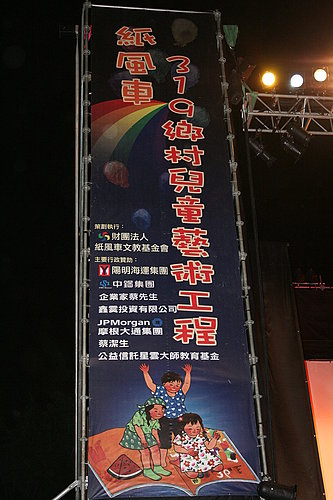 紙風車
319鄉村兒童藝術工程
策劃執行：
財團法人
紙風車文教基金會
主要行政贊助：
陽明海運集團
中鋼集團
企業家蔡先生
鑫雲投資有限公司
JPMorgan
摩根大通集團
蔡潔生
公益信託星雲大師教育基金